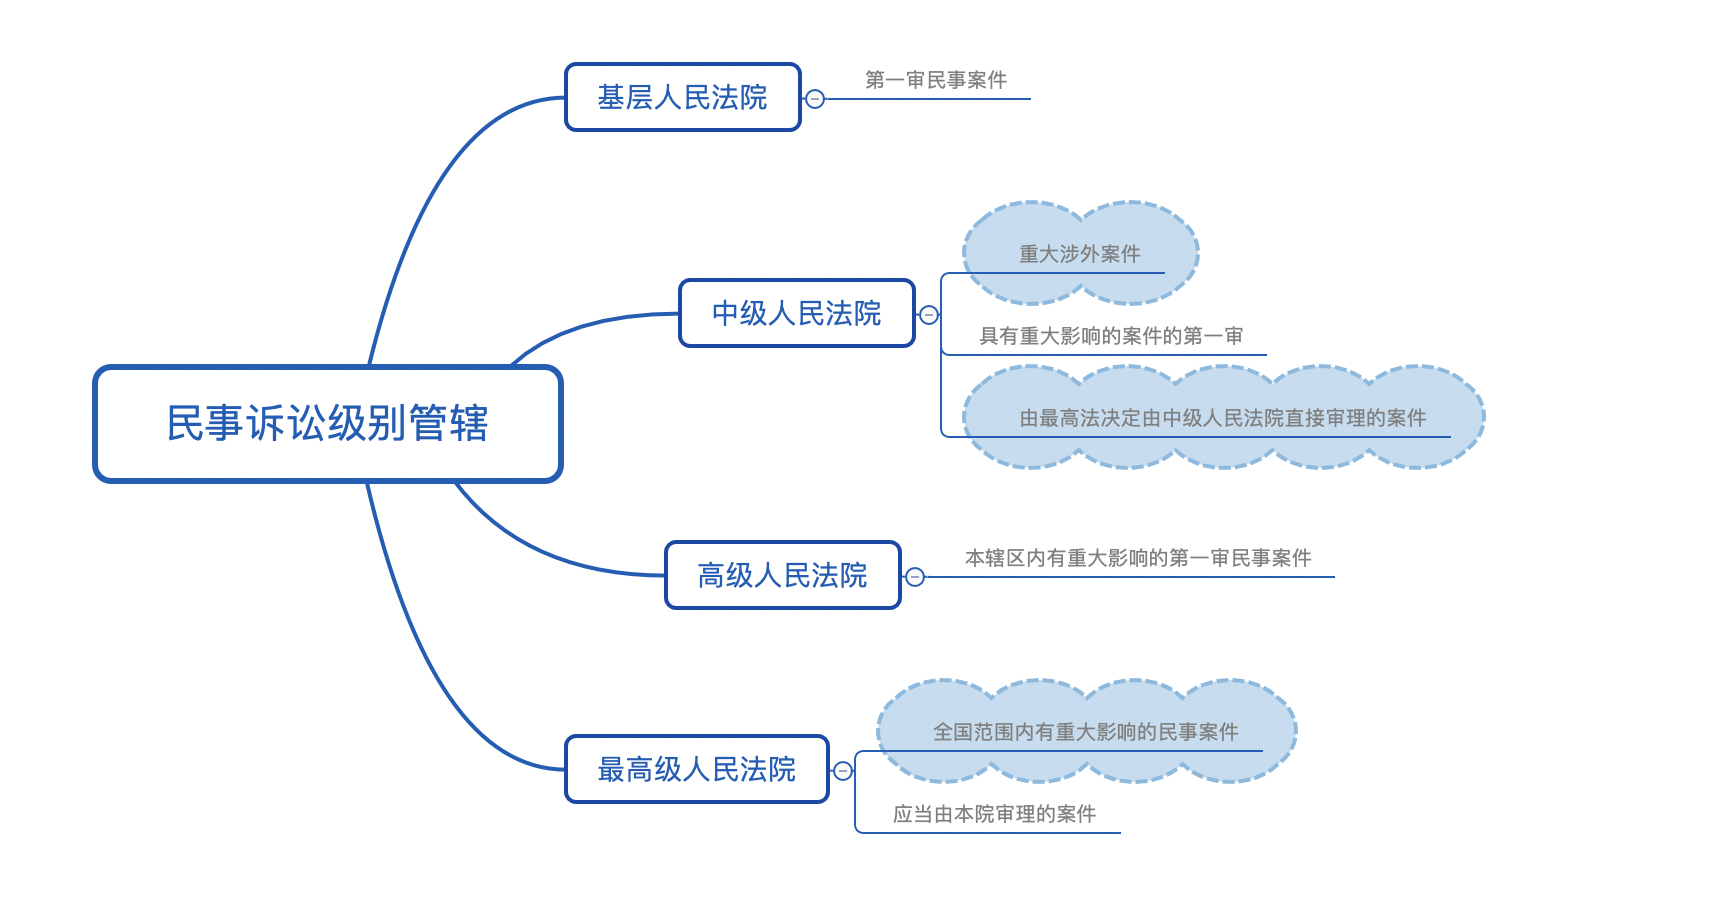 民事诉讼级别管辖
基层人民法院
第一审民事案件
中级人民法院
重大涉外案件
具有重大影响的案件的第一审
由最高法决定由中级人民法院直接审理的案件
高级人民法院
本辖区内有重大影响的第一审民事案件
最高级人民法院
全国范围内有重大影响的民事案件
应当由本院审理的案件